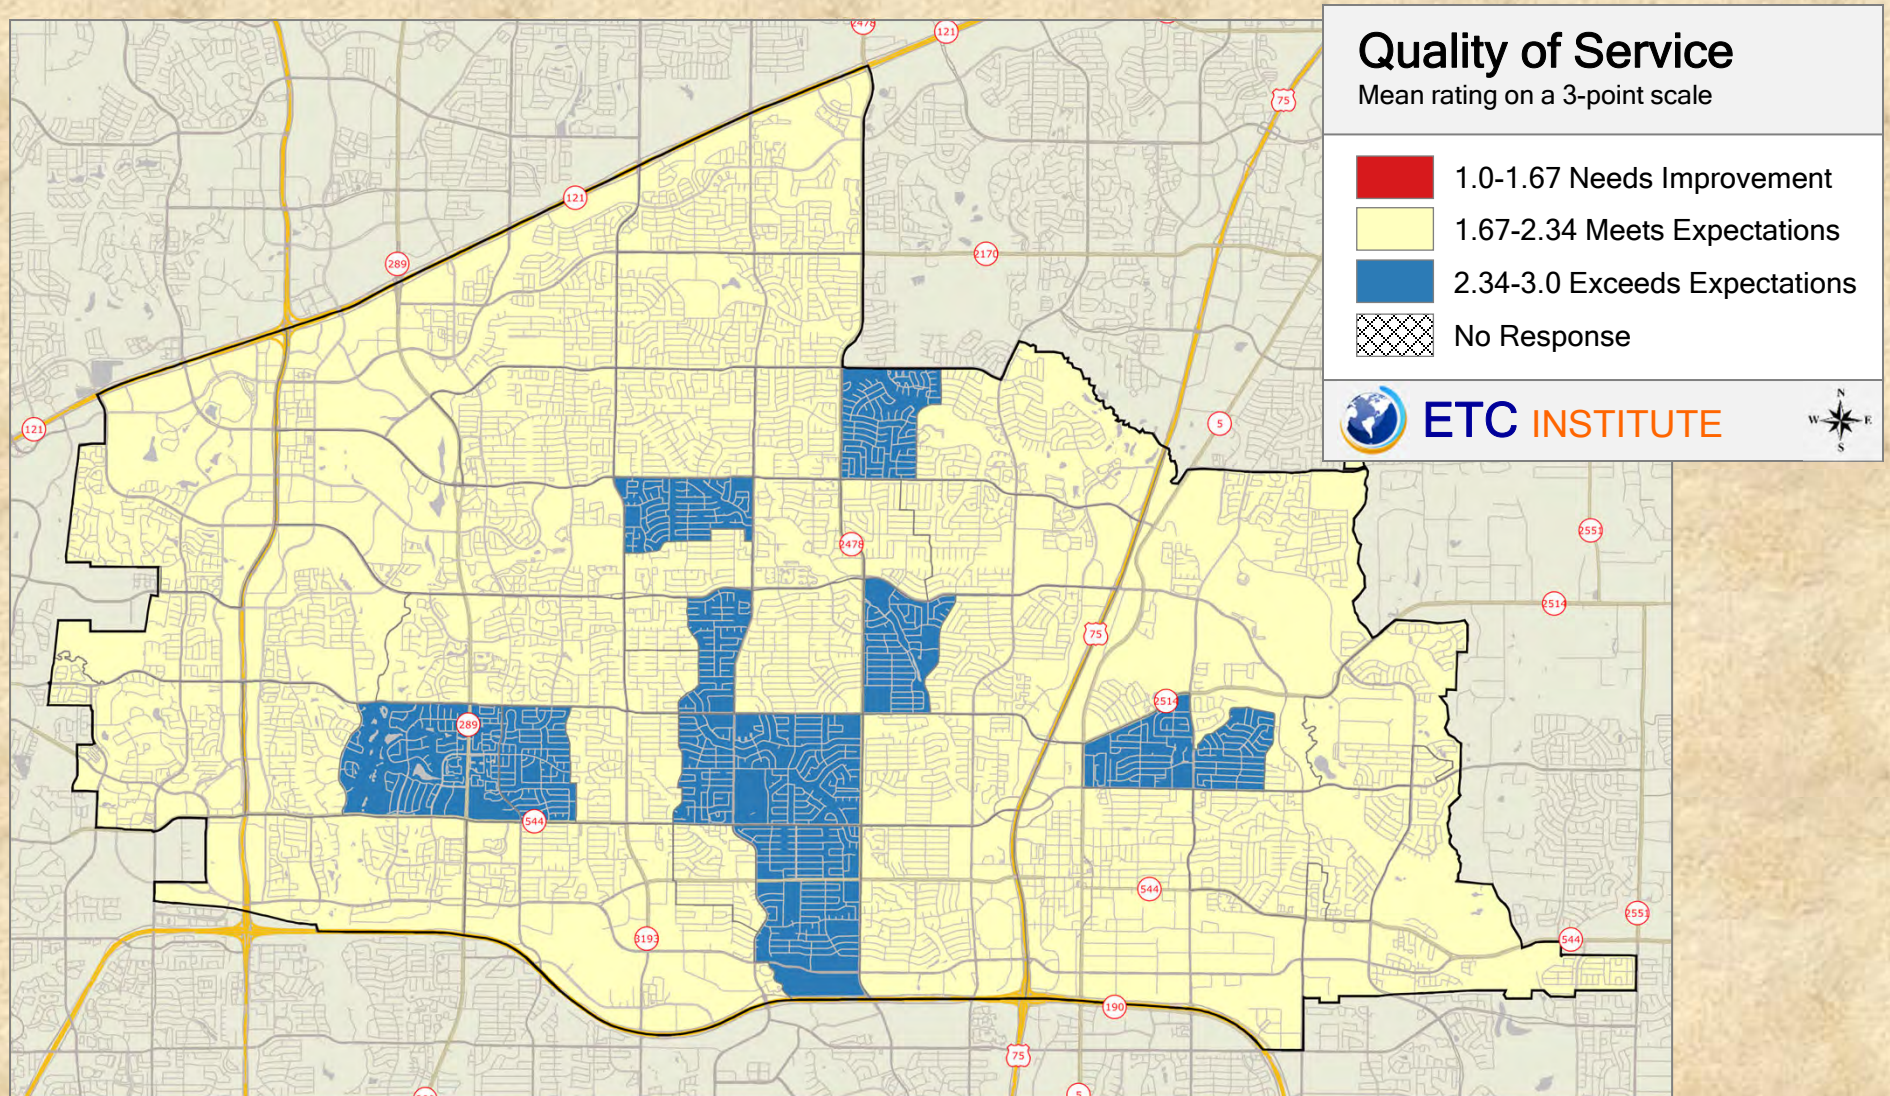 Quality of Service
Mean rating on a 3-point scale
1.0-1.67 Needs Improvement
1.67-2.34 Meets Expectations
2.34-3.0 Exceeds Expectations
No Response
ETC INSTITUTE
N
W E
S
2478
121
75
121
289
2170
121
5
2478
2551
2514
75
2514
289
544
544
3193
2551
544
190
75
5